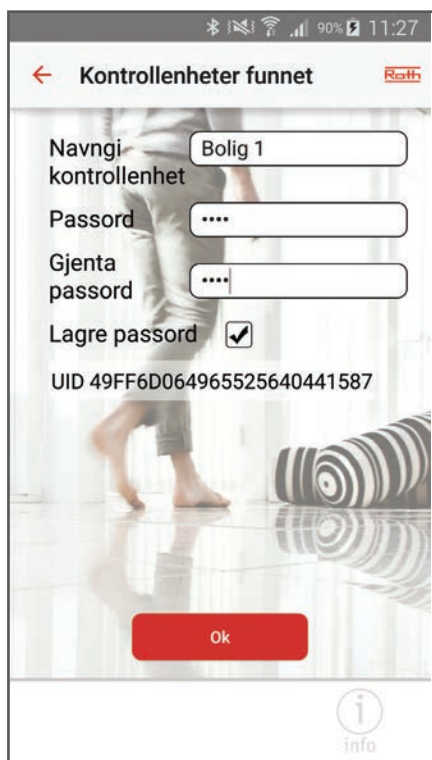 90% 11:27
Kontrollenheter funnet
Roth
Navngi
kontrollenhet
Bolig 1
Passord
••••
Gjenta
passord
••••
Lagre passord
UID 49FF6D064965525640441587
Ok
i
info